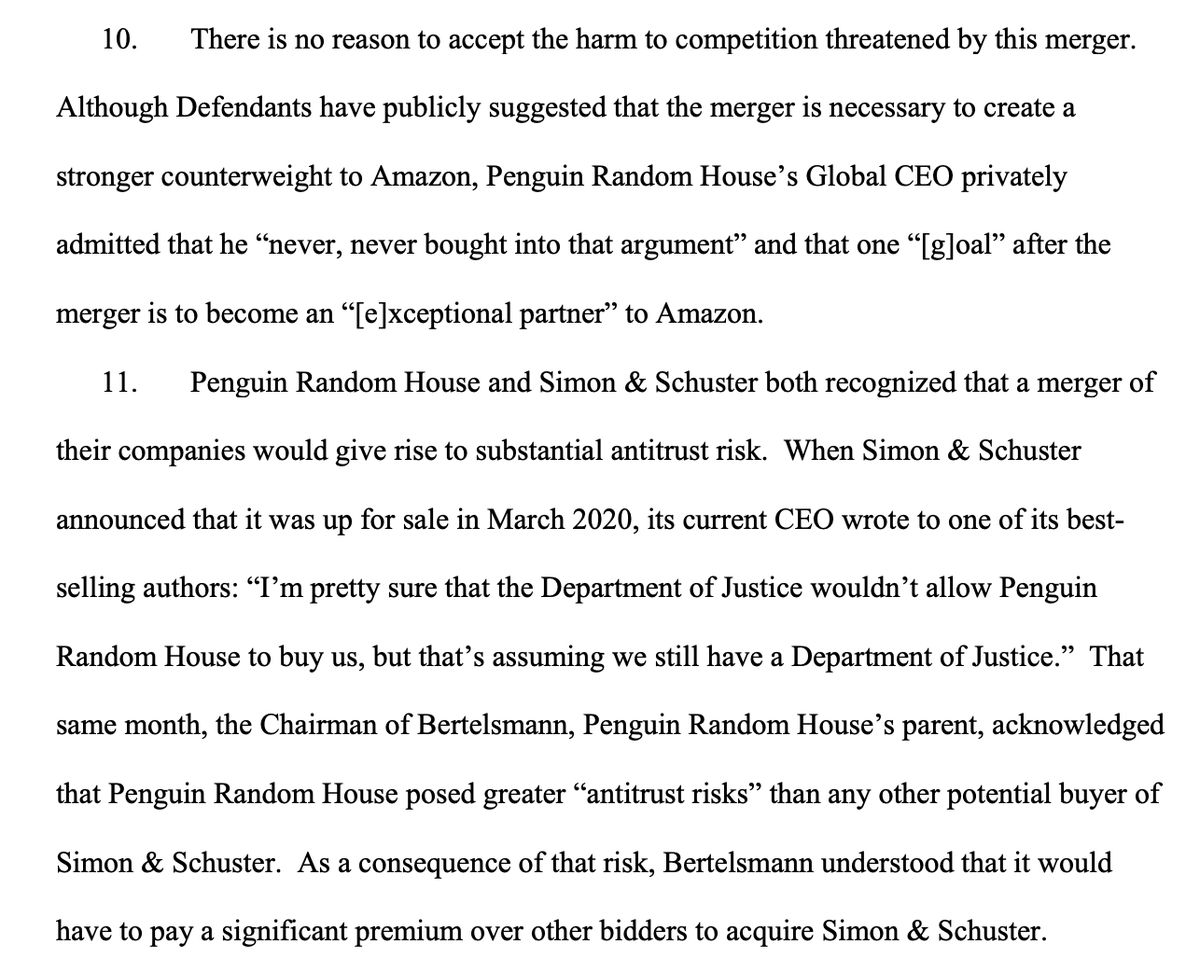 10. There is no reason to accept the harm to competition threatened by this merger.
Although Defendants have publicly suggested that the merger is necessary to create a
stronger counterweight to Amazon, Penguin Random House’s Global CEO privately
admitted that he “never, never bought into that argument” and that one “[g]oal” after the
merger is to become an “[e]xceptional partner” to Amazon.
11. Penguin Random House and Simon & Schuster both recognized that a merger of
their companies would give rise to substantial antitrust risk.  When Simon & Schuster
announced that it was up for sale in March 2020, its current CEO wrote to one of its best-
selling authors: “I’m pretty sure that the Department of Justice wouldn’t allow Penguin
Random House to buy us, but that’s assuming we still have a Department of Justice.”  That
same month, the Chairman of Bertelsmann, Penguin Random House’s parent, acknowledged
that Penguin Random House posed greater “antitrust risks” than any other potential buyer of
Simon & Schuster.  As a consequence of that risk, Bertelsmann understood that it would
have to pay a significant premium over other bidders to acquire Simon & Schuster.